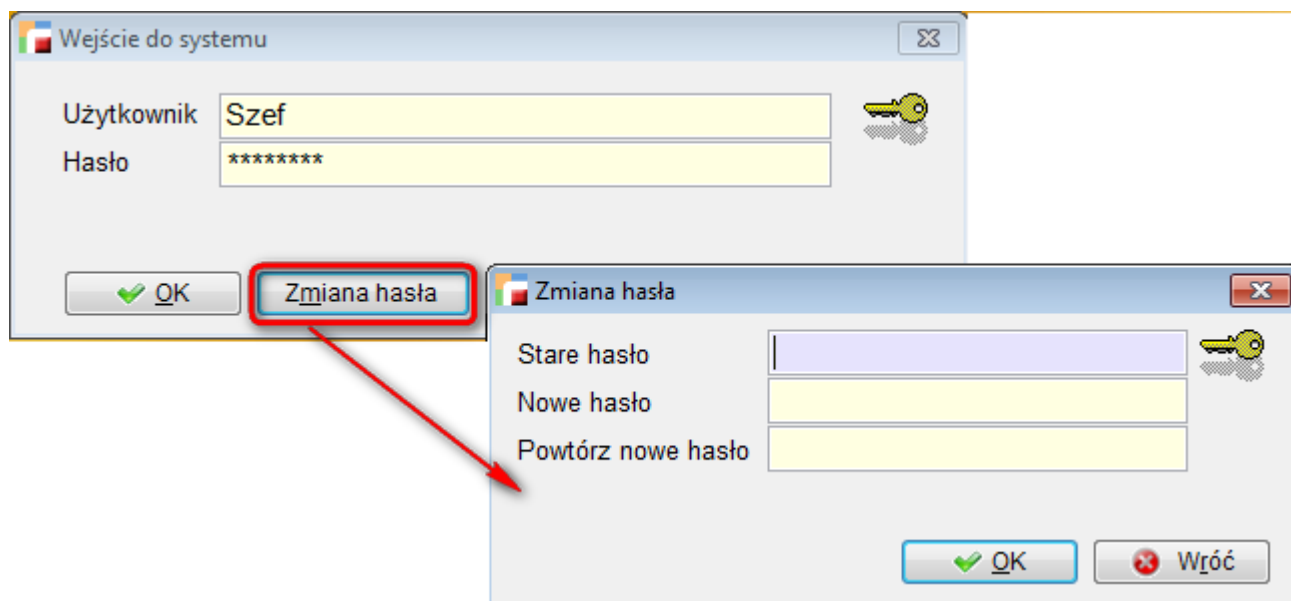 Wejście do systemu
Użytkownik Szef
Hasło ********
OK Zmiana hasła
Zmiana hasła
Stare hasło
Nowe hasło
Powtórz nowe hasło
OK Wróć